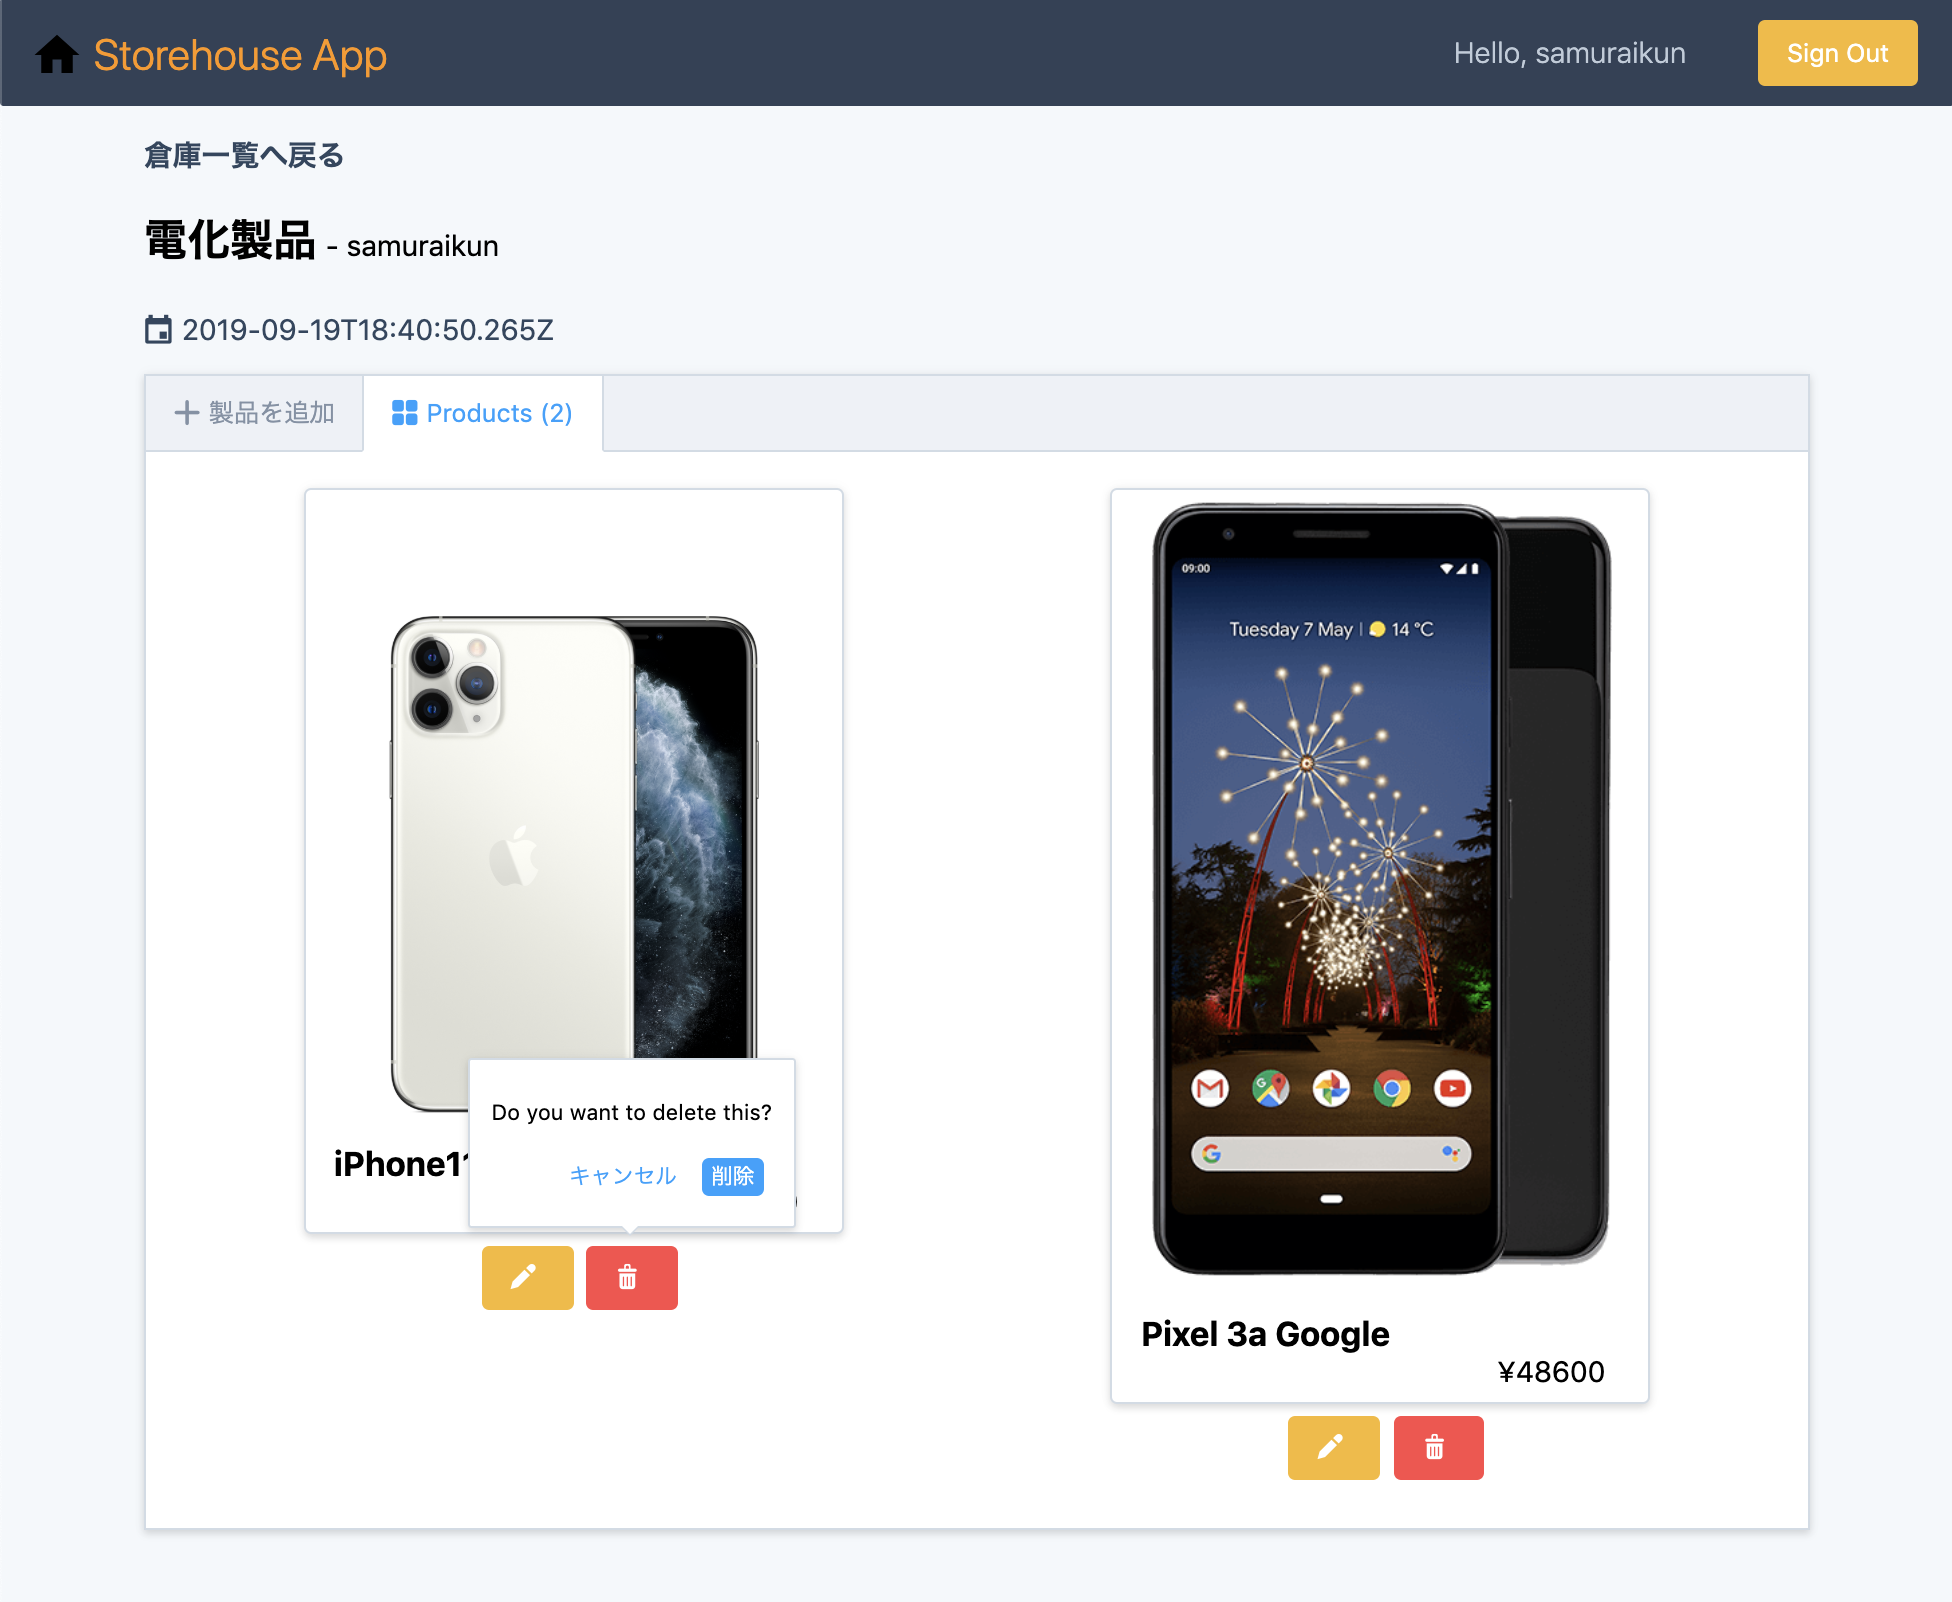 Storehouse App
Hello, samuraikun
Sign Out
倉庫一覧へ戻る
電化製品 - samuraikun
2019-09-19T18:40:50.265Z
製品を追加
Products (2)
09:00
Tuesday 7 May | 14 °C
Do you want to delete this?
キャンセル
削除
iPhone11
Pixel 3a Google
¥48600